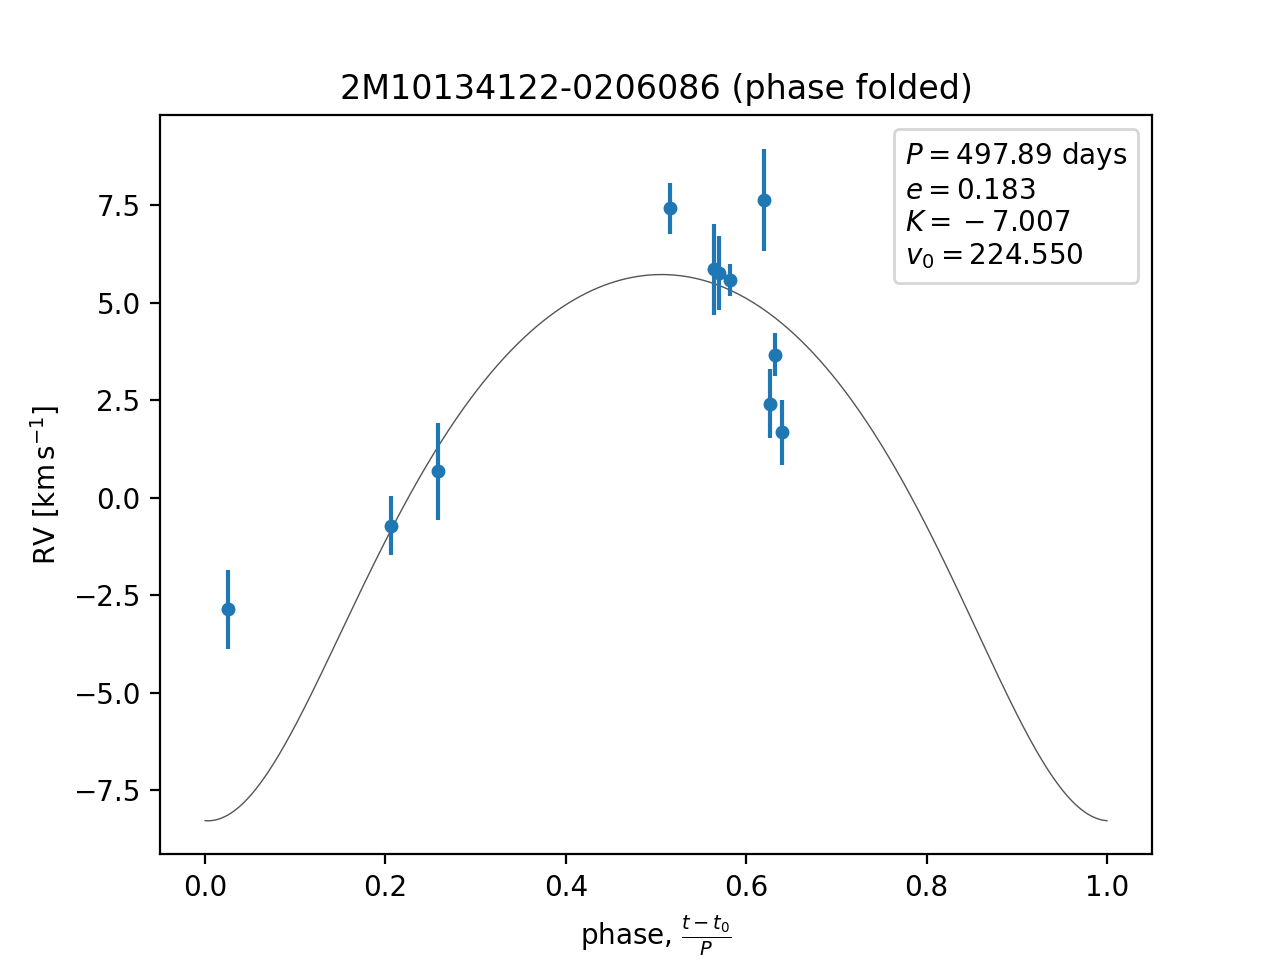 2M10134122-0206086 (phase folded)
P = 497.89 days
e = 0.183
K = −7.007
v₀ = 224.550
7.5
5.0
2.5
0.0
−2.5
−5.0
−7.5
RV [km s⁻¹]
0.0 0.2 0.4 0.6 0.8 1.0
phase, (t − t₀)/P